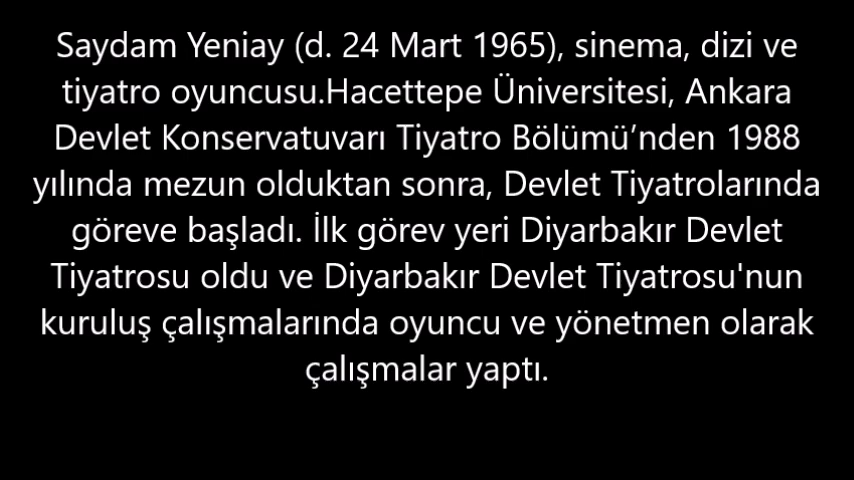 Saydam Yeniay (d. 24 Mart 1965), sinema, dizi ve
tiyatro oyuncusu.Hacettepe Üniversitesi, Ankara
Devlet Konservatuvarı Tiyatro Bölümü’nden 1988
yılında mezun olduktan sonra, Devlet Tiyatrolarında
göreve başladı. İlk görev yeri Diyarbakır Devlet
Tiyatrosu oldu ve Diyarbakır Devlet Tiyatrosu'nun
kuruluş çalışmalarında oyuncu ve yönetmen olarak
çalışmalar yaptı.